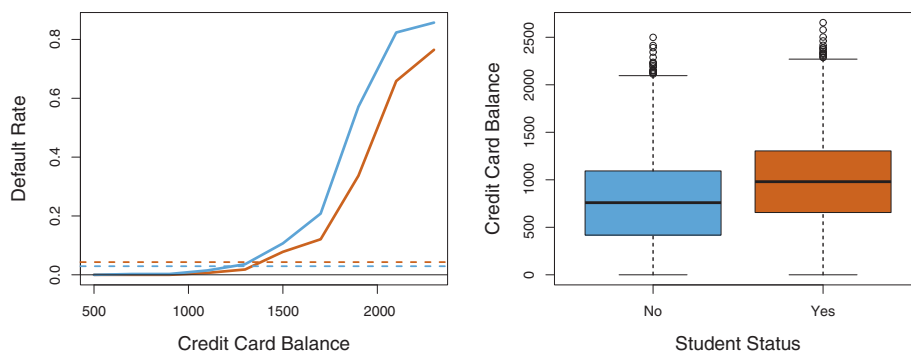 Default Rate
0.8
0.6
0.4
0.2
0.0
500
1000
1500
2000
Credit Card Balance
Credit Card Balance
2500
2000
1500
1000
500
0
No
Yes
Student Status